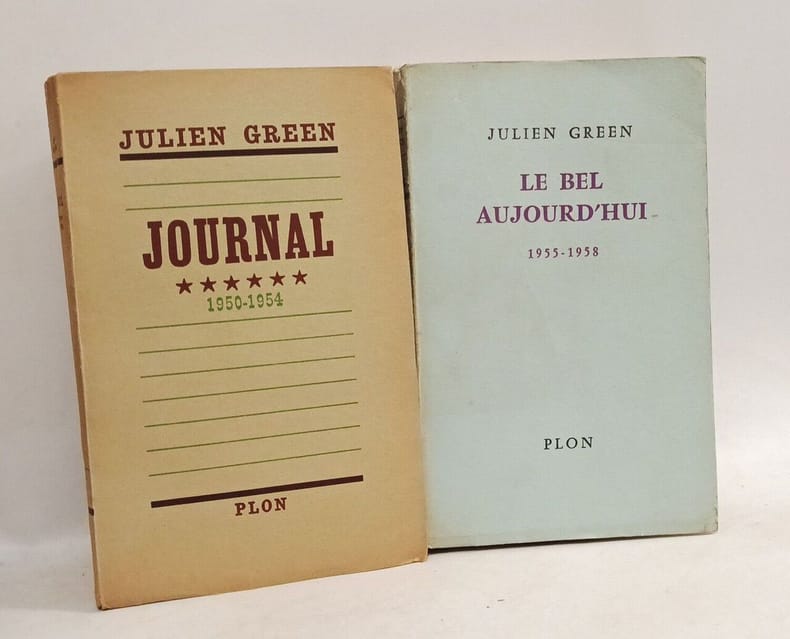 JULIEN GREEN
JOURNAL
★★★★★★
1950-1954
PLON
JULIEN GREEN
LE BEL
AUJOURD'HUI
1955-1958
PLON